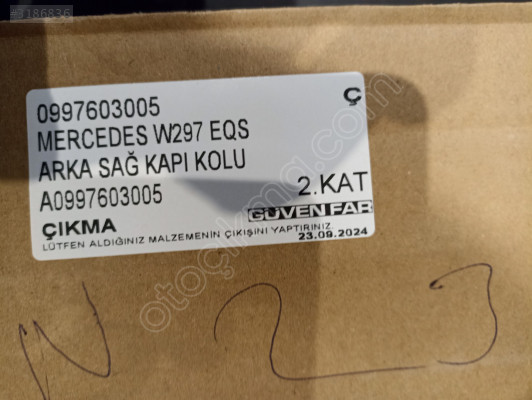 #186836
0997603005
Ç
MERCEDES W297 EQS
ARKA SAĞ KAPI KOLU
A0997603005
2.KAT
GÜVEN FAR
ÇIKMA
LÜTFEN ALDIĞINIZ MALZEMENİN ÇIKIŞINI YAPTIRINIZ.
23.09.2024
otoçıkma.com
N 23